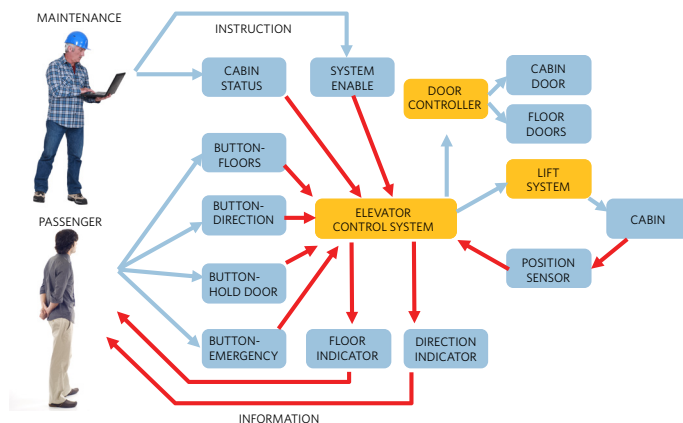 MAINTENANCE
INSTRUCTION
CABIN
STATUS
SYSTEM
ENABLE
DOOR
CONTROLLER
CABIN
DOOR
FLOOR
DOORS
BUTTON-
FLOORS
LIFT
SYSTEM
PASSENGER
BUTTON-
DIRECTION
ELEVATOR
CONTROL SYSTEM
CABIN
POSITION
SENSOR
BUTTON-
HOLD DOOR
BUTTON-
EMERGENCY
FLOOR
INDICATOR
DIRECTION
INDICATOR
INFORMATION